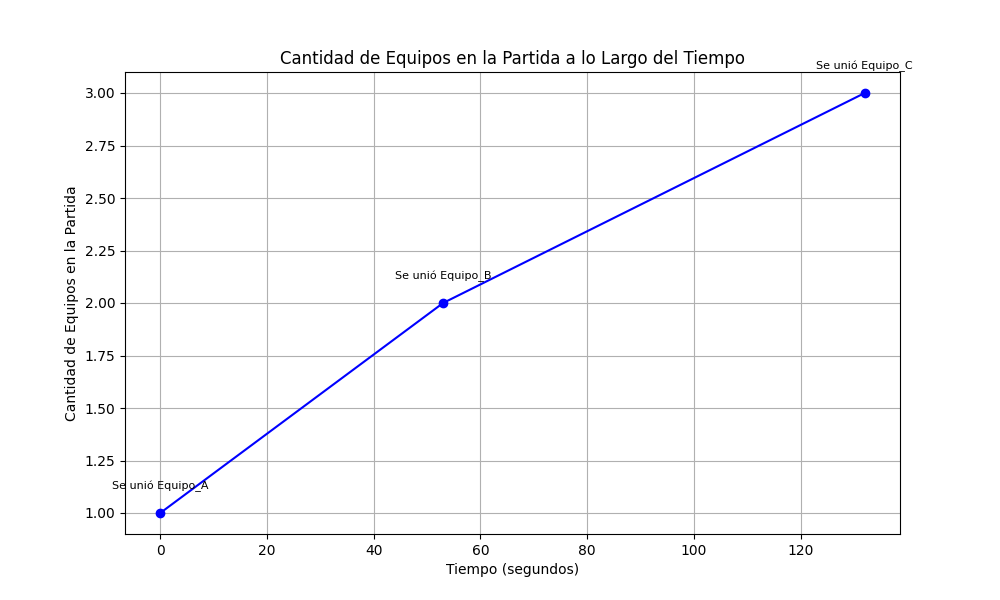 Cantidad de Equipos en la Partida a lo Largo del Tiempo
Se unió Equipo_C
3.00
2.75
2.50
2.25
Se unió Equipo_B
2.00
1.75
1.50
1.25
Se unió Equipo_A
1.00
Cantidad de Equipos en la Partida
0 20 40 60 80 100 120
Tiempo (segundos)